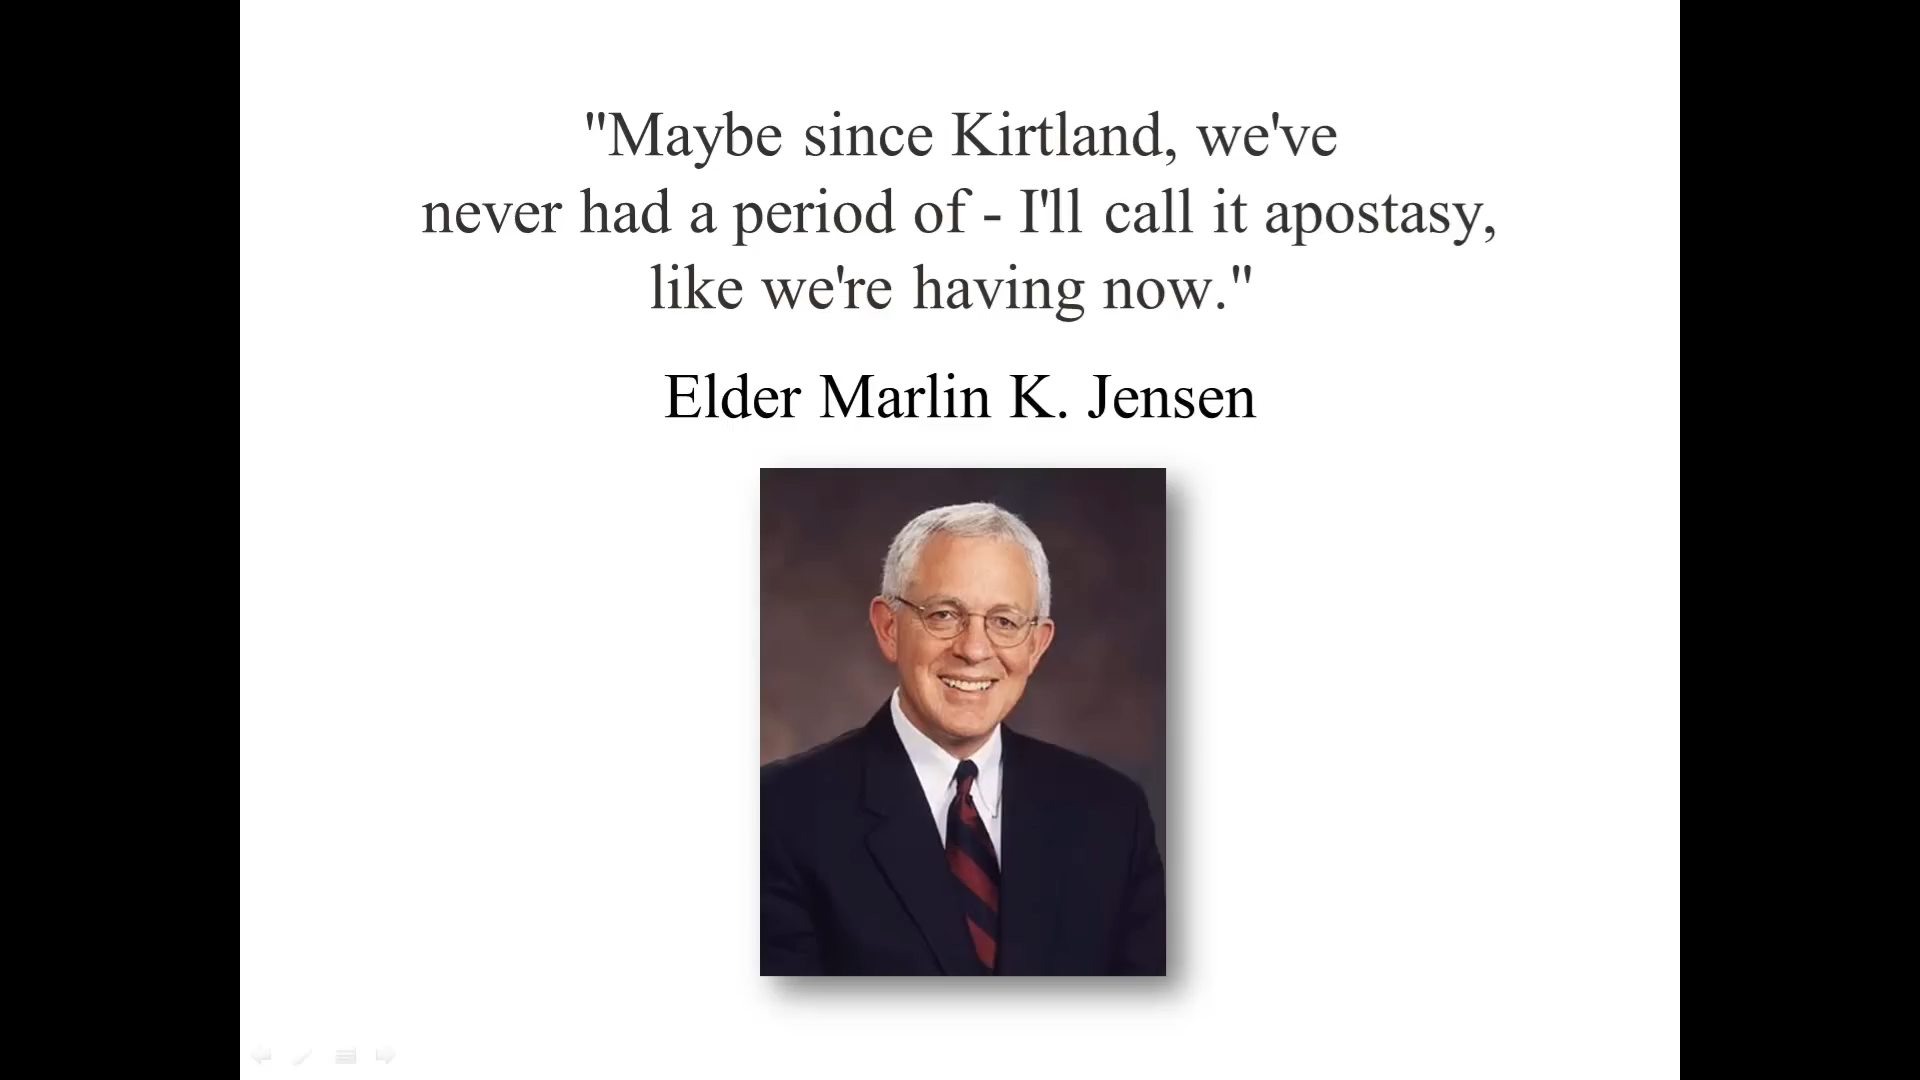 "Maybe since Kirtland, we've
never had a period of - I'll call it apostasy,
like we're having now."
Elder Marlin K. Jensen